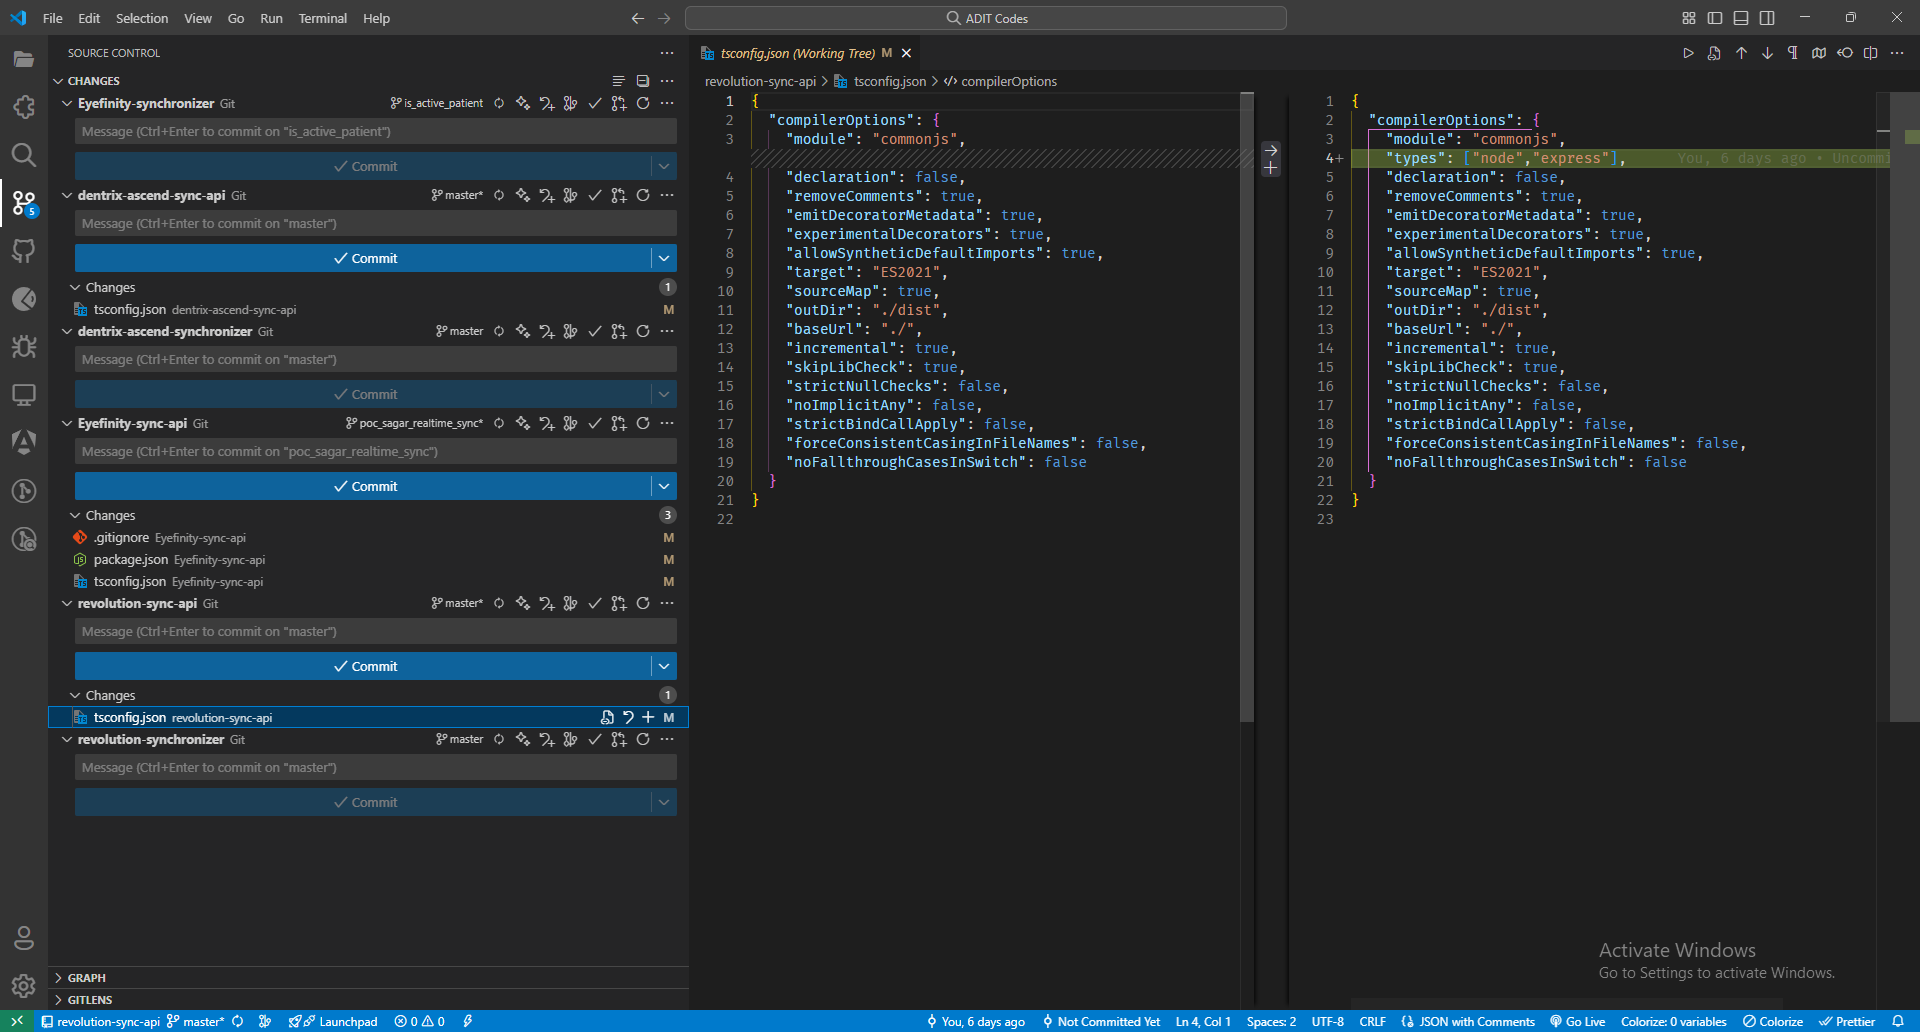 File Edit Selection View Go Run Terminal Help
ADIT Codes
SOURCE CONTROL
CHANGES
Eyefinity-synchronizer Git is_active_patient
Message (Ctrl+Enter to commit on "is_active_patient")
Commit
dentrix-ascend-sync-api Git master*
Message (Ctrl+Enter to commit on "master")
Commit
Changes 1
tsconfig.json dentrix-ascend-sync-api M
dentrix-ascend-synchronizer Git master
Message (Ctrl+Enter to commit on "master")
Commit
Eyefinity-sync-api Git poc_sagar_realtime_sync*
Message (Ctrl+Enter to commit on "poc_sagar_realtime_sync")
Commit
Changes 3
.gitignore Eyefinity-sync-api M
package.json Eyefinity-sync-api M
tsconfig.json Eyefinity-sync-api M
revolution-sync-api Git master*
Message (Ctrl+Enter to commit on "master")
Commit
Changes 1
tsconfig.json revolution-sync-api M
revolution-synchronizer Git master
Message (Ctrl+Enter to commit on "master")
Commit
GRAPH
GITLENS
5
tsconfig.json (Working Tree) M
revolution-sync-api > tsconfig.json > compilerOptions
1 {
2 "compilerOptions": {
3 "module": "commonjs",
4 "declaration": false,
5 "removeComments": true,
6 "emitDecoratorMetadata": true,
7 "experimentalDecorators": true,
8 "allowSyntheticDefaultImports": true,
9 "target": "ES2021",
10 "sourceMap": true,
11 "outDir": "./dist",
12 "baseUrl": "./",
13 "incremental": true,
14 "skipLibCheck": true,
15 "strictNullChecks": false,
16 "noImplicitAny": false,
17 "strictBindCallApply": false,
18 "forceConsistentCasingInFileNames": false,
19 "noFallthroughCasesInSwitch": false
20 }
21 }
22
1 {
2 "compilerOptions": {
3 "module": "commonjs",
4+ "types": ["node","express"], You, 6 days ago • Uncommi
5 "declaration": false,
6 "removeComments": true,
7 "emitDecoratorMetadata": true,
8 "experimentalDecorators": true,
9 "allowSyntheticDefaultImports": true,
10 "target": "ES2021",
11 "sourceMap": true,
12 "outDir": "./dist",
13 "baseUrl": "./",
14 "incremental": true,
15 "skipLibCheck": true,
16 "strictNullChecks": false,
17 "noImplicitAny": false,
18 "strictBindCallApply": false,
19 "forceConsistentCasingInFileNames": false,
20 "noFallthroughCasesInSwitch": false
21 }
22 }
23
Activate Windows
Go to Settings to activate Windows.
revolution-sync-api master* Launchpad 0 0 You, 6 days ago Not Committed Yet Ln 4, Col 1 Spaces: 2 UTF-8 CRLF JSON with Comments Go Live Colorize: 0 variables Colorize Prettier